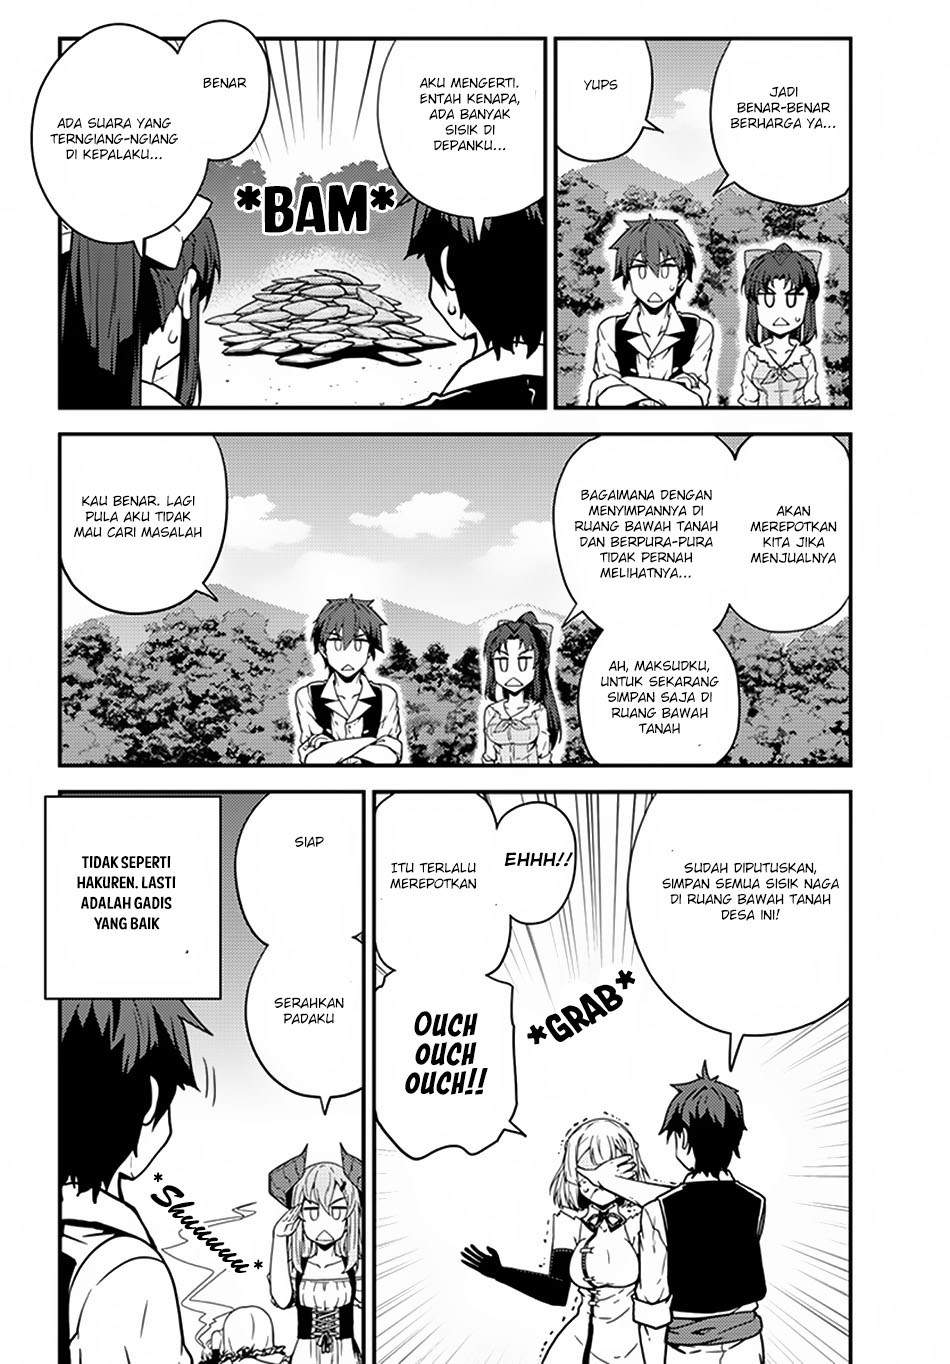 JADI
BENAR-BENAR
BERHARGA YA...
YUPS
AKU MENGERTI.
ENTAH KENAPA,
ADA BANYAK
SISIK DI
DEPANKU...
*BAM*
BENAR
ADA SUARA YANG
TERNGIANG-NGIANG
DI KEPALAKU...
AKAN
MEREPOTKAN
KITA JIKA
MENJUALNYA
BAGAIMANA DENGAN
MENYIMPANNYA DI
RUANG BAWAH TANAH
DAN BERPURA-PURA
TIDAK PERNAH
MELIHATNYA...
AH, MAKSUDKU,
UNTUK SEKARANG
SIMPAN SAJA DI
RUANG BAWAH
TANAH
KAU BENAR. LAGI
PULA AKU TIDAK
MAU CARI MASALAH
SUDAH DIPUTUSKAN,
SIMPAN SEMUA SISIK NAGA
DI RUANG BAWAH TANAH
DESA INI!
EHHH!!
ITU TERLALU
MEREPOTKAN
*GRAB*
OUCH
OUCH
OUCH!!
SIAP
SERAHKAN
PADAKU
TIDAK SEPERTI
HAKUREN. LASTI
ADALAH GADIS
YANG BAIK
*Shuuuuu*